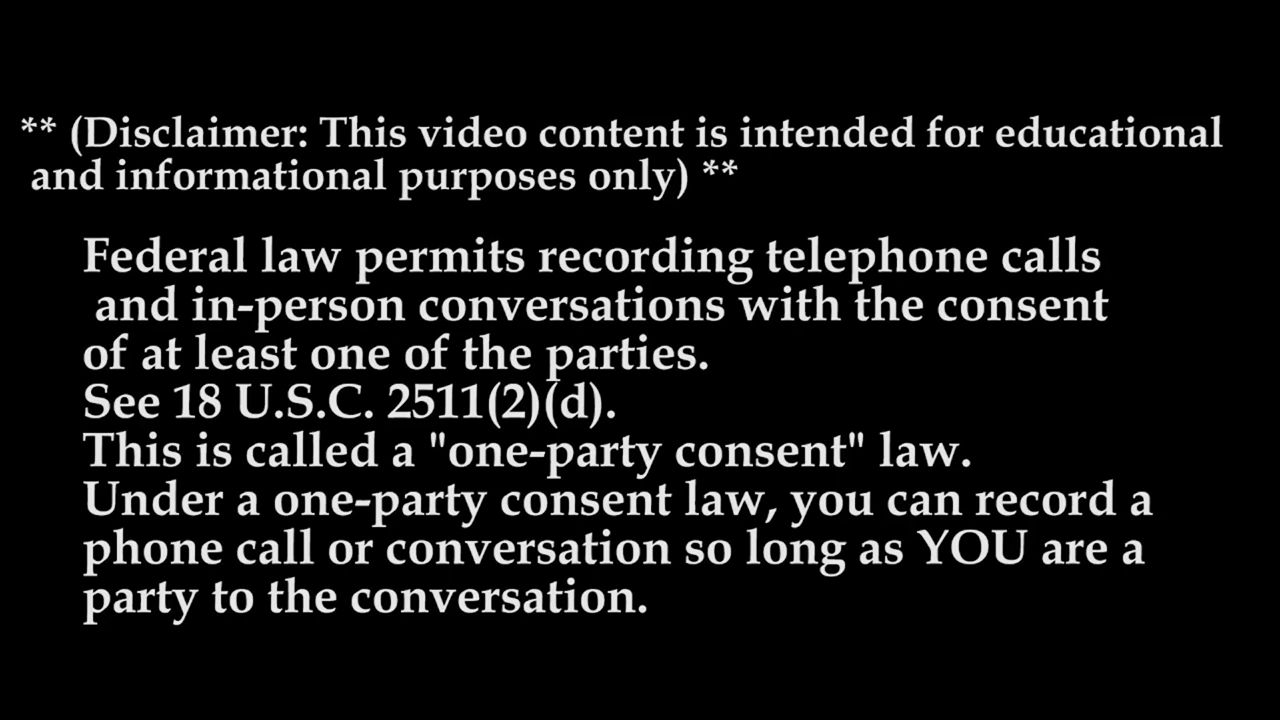 ** (Disclaimer: This video content is intended for educational
and informational purposes only) **
Federal law permits recording telephone calls
and in-person conversations with the consent
of at least one of the parties.
See 18 U.S.C. 2511(2)(d).
This is called a "one-party consent" law.
Under a one-party consent law, you can record a
phone call or conversation so long as YOU are a
party to the conversation.